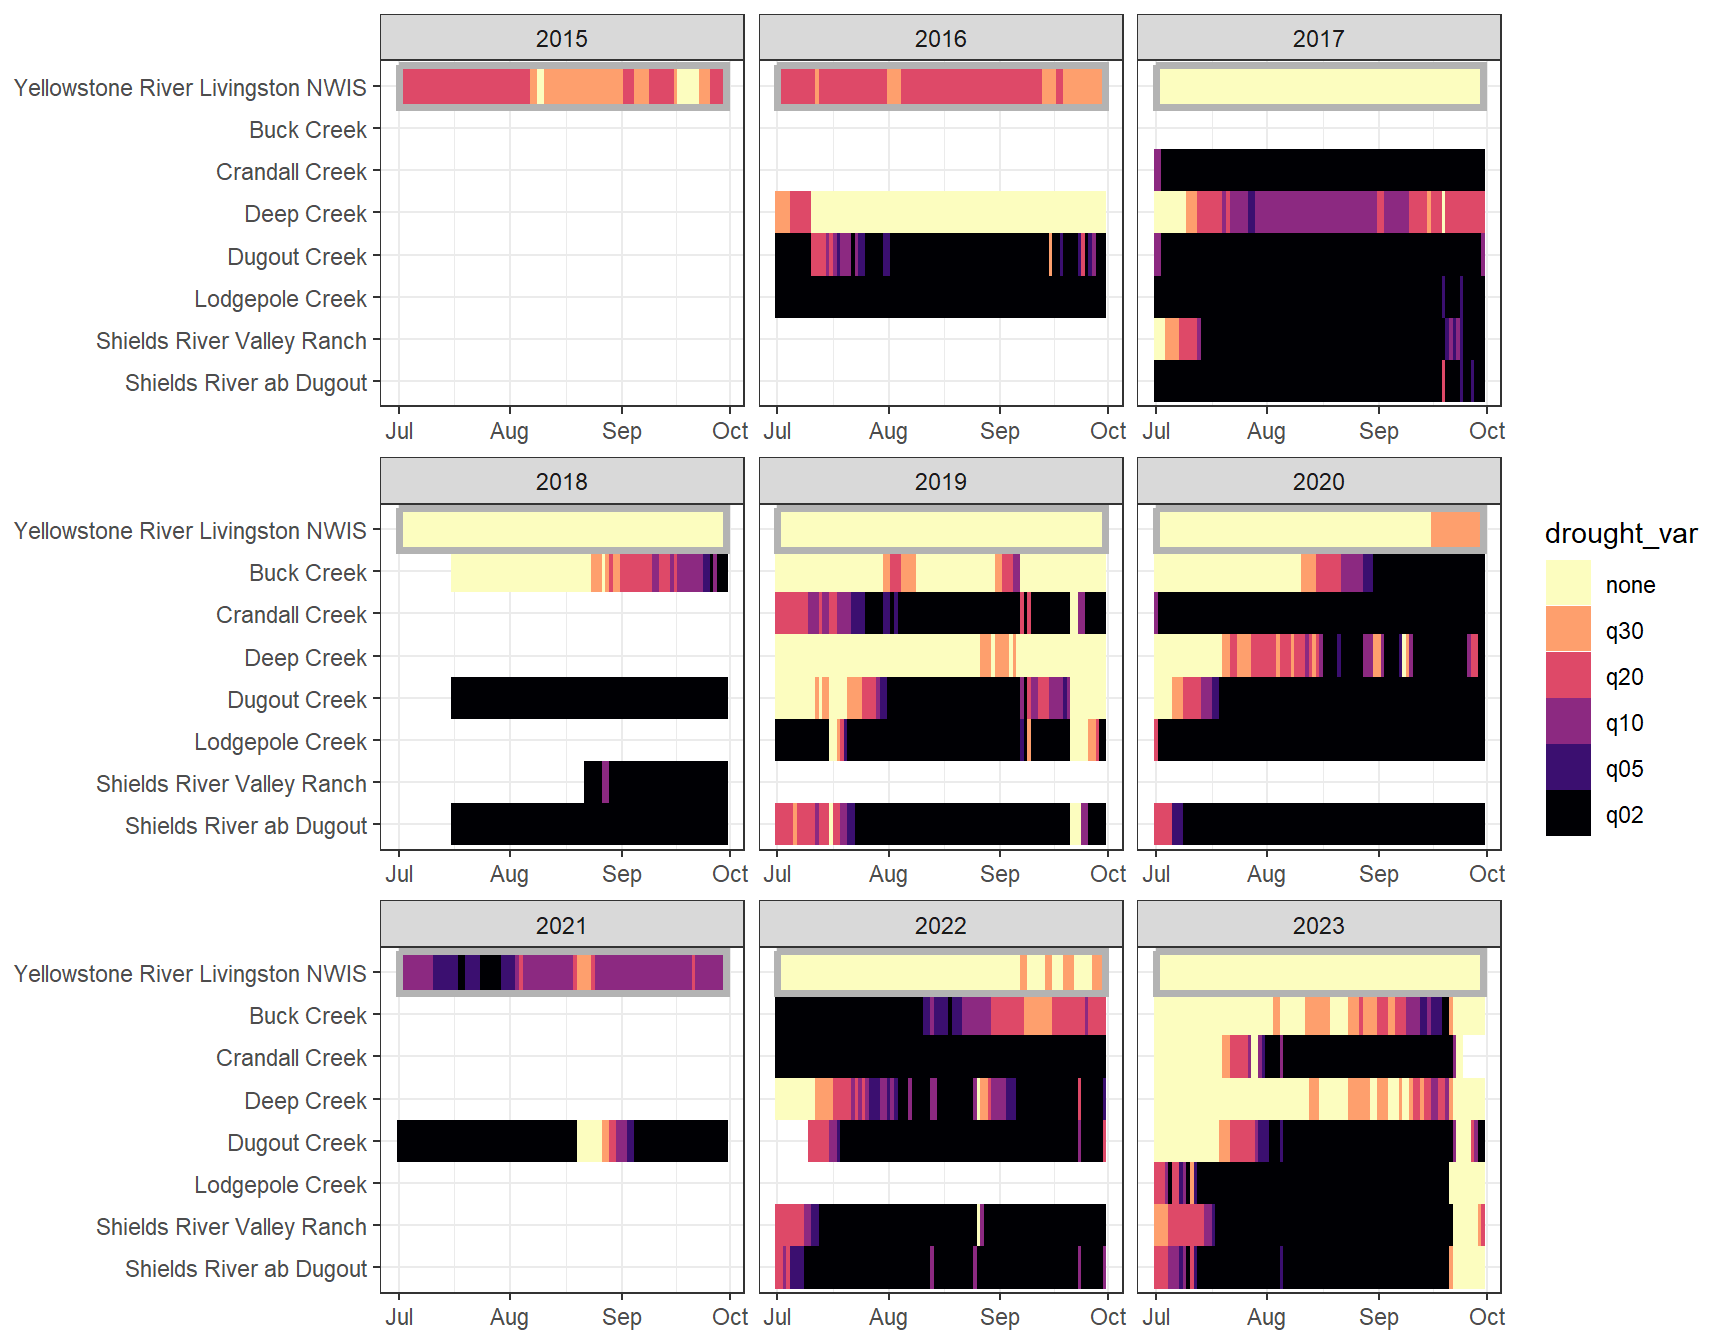 2015 2016 2017
Yellowstone River Livingston NWIS
Buck Creek
Crandall Creek
Deep Creek
Dugout Creek
Lodgepole Creek
Shields River Valley Ranch
Shields River ab Dugout
Jul Aug Sep Oct Jul Aug Sep Oct Jul Aug Sep Oct
2018 2019 2020
Yellowstone River Livingston NWIS
Buck Creek
Crandall Creek
Deep Creek
Dugout Creek
Lodgepole Creek
Shields River Valley Ranch
Shields River ab Dugout
Jul Aug Sep Oct Jul Aug Sep Oct Jul Aug Sep Oct
2021 2022 2023
Yellowstone River Livingston NWIS
Buck Creek
Crandall Creek
Deep Creek
Dugout Creek
Lodgepole Creek
Shields River Valley Ranch
Shields River ab Dugout
Jul Aug Sep Oct Jul Aug Sep Oct Jul Aug Sep Oct
drought_var
none
q30
q20
q10
q05
q02